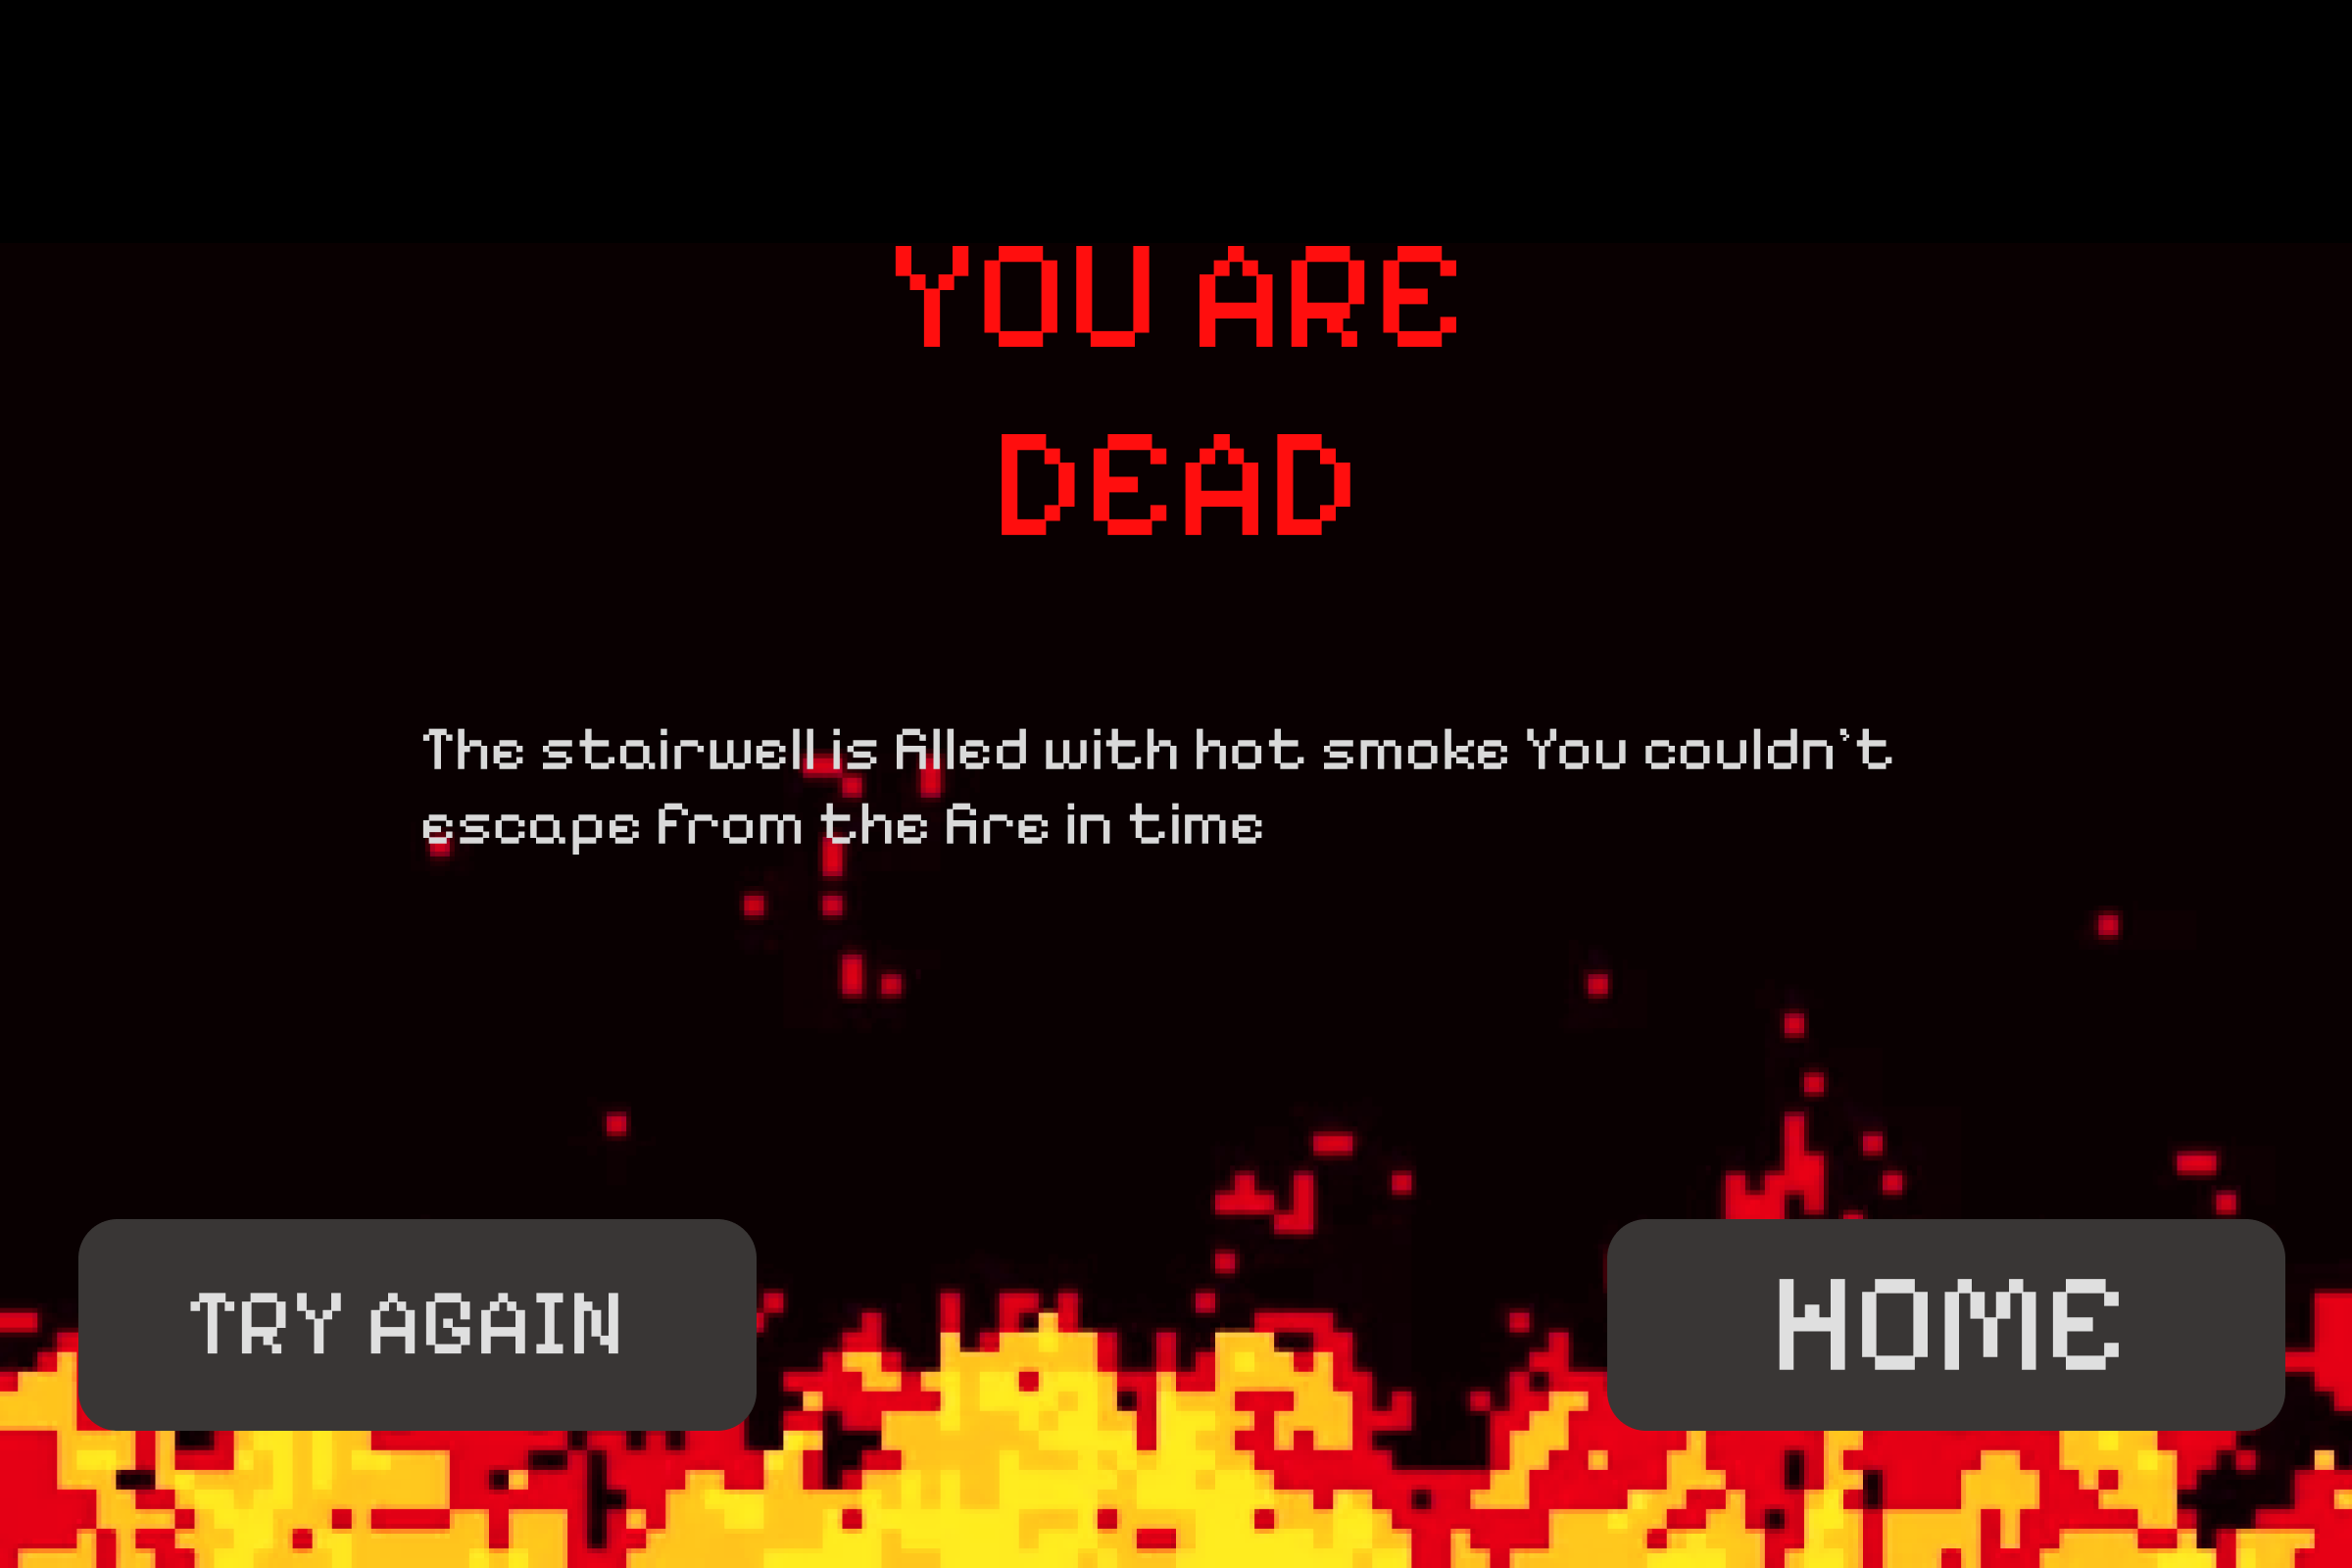 YOU ARE
DEAD
The stairwell is filled with hot smoke You couldn't
escape from the fire in time
TRY AGAIN
HOME